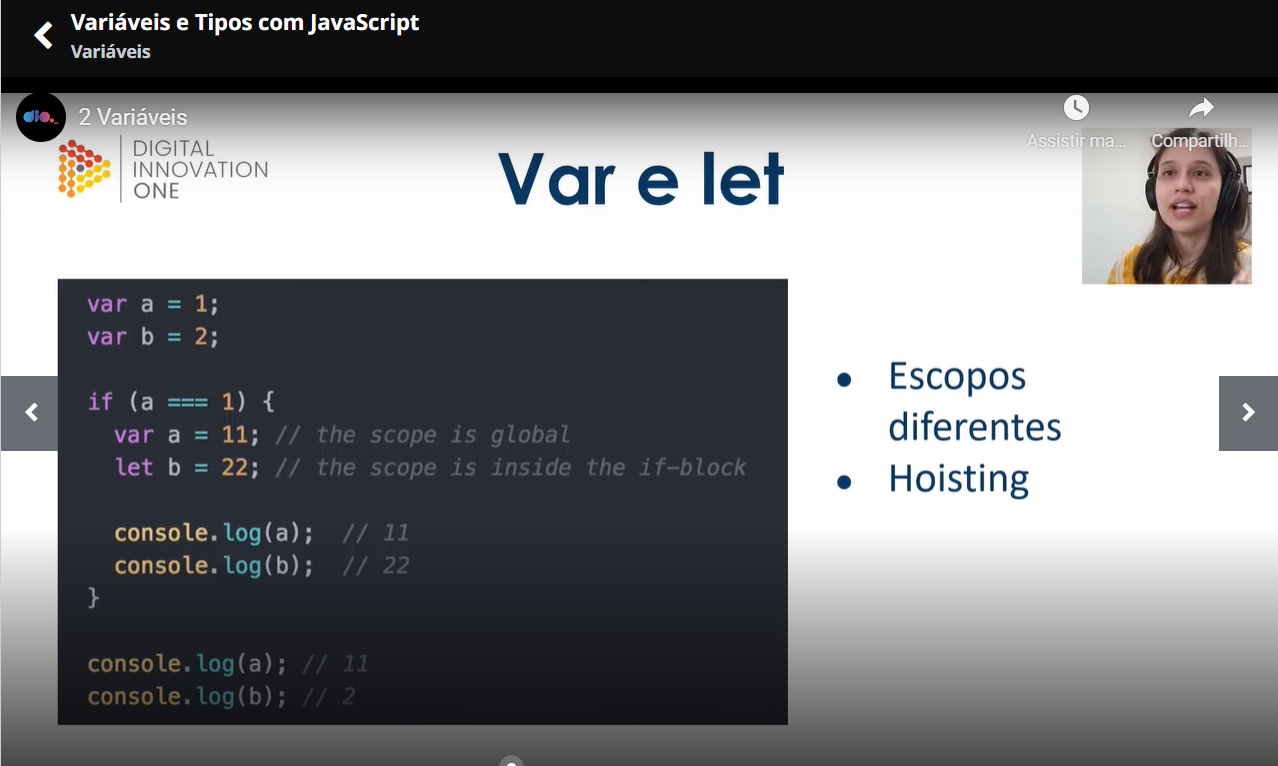 Variáveis e Tipos com JavaScript
Variáveis
dio.
2 Variáveis
Assistir ma...
Compartilh...
DIGITAL
INNOVATION
ONE
Var e let
var a = 1;
var b = 2;
if (a === 1) {
var a = 11; // the scope is global
let b = 22; // the scope is inside the if-block
console.log(a); // 11
console.log(b); // 22
}
console.log(a); // 11
console.log(b); // 2
• Escopos
diferentes
• Hoisting